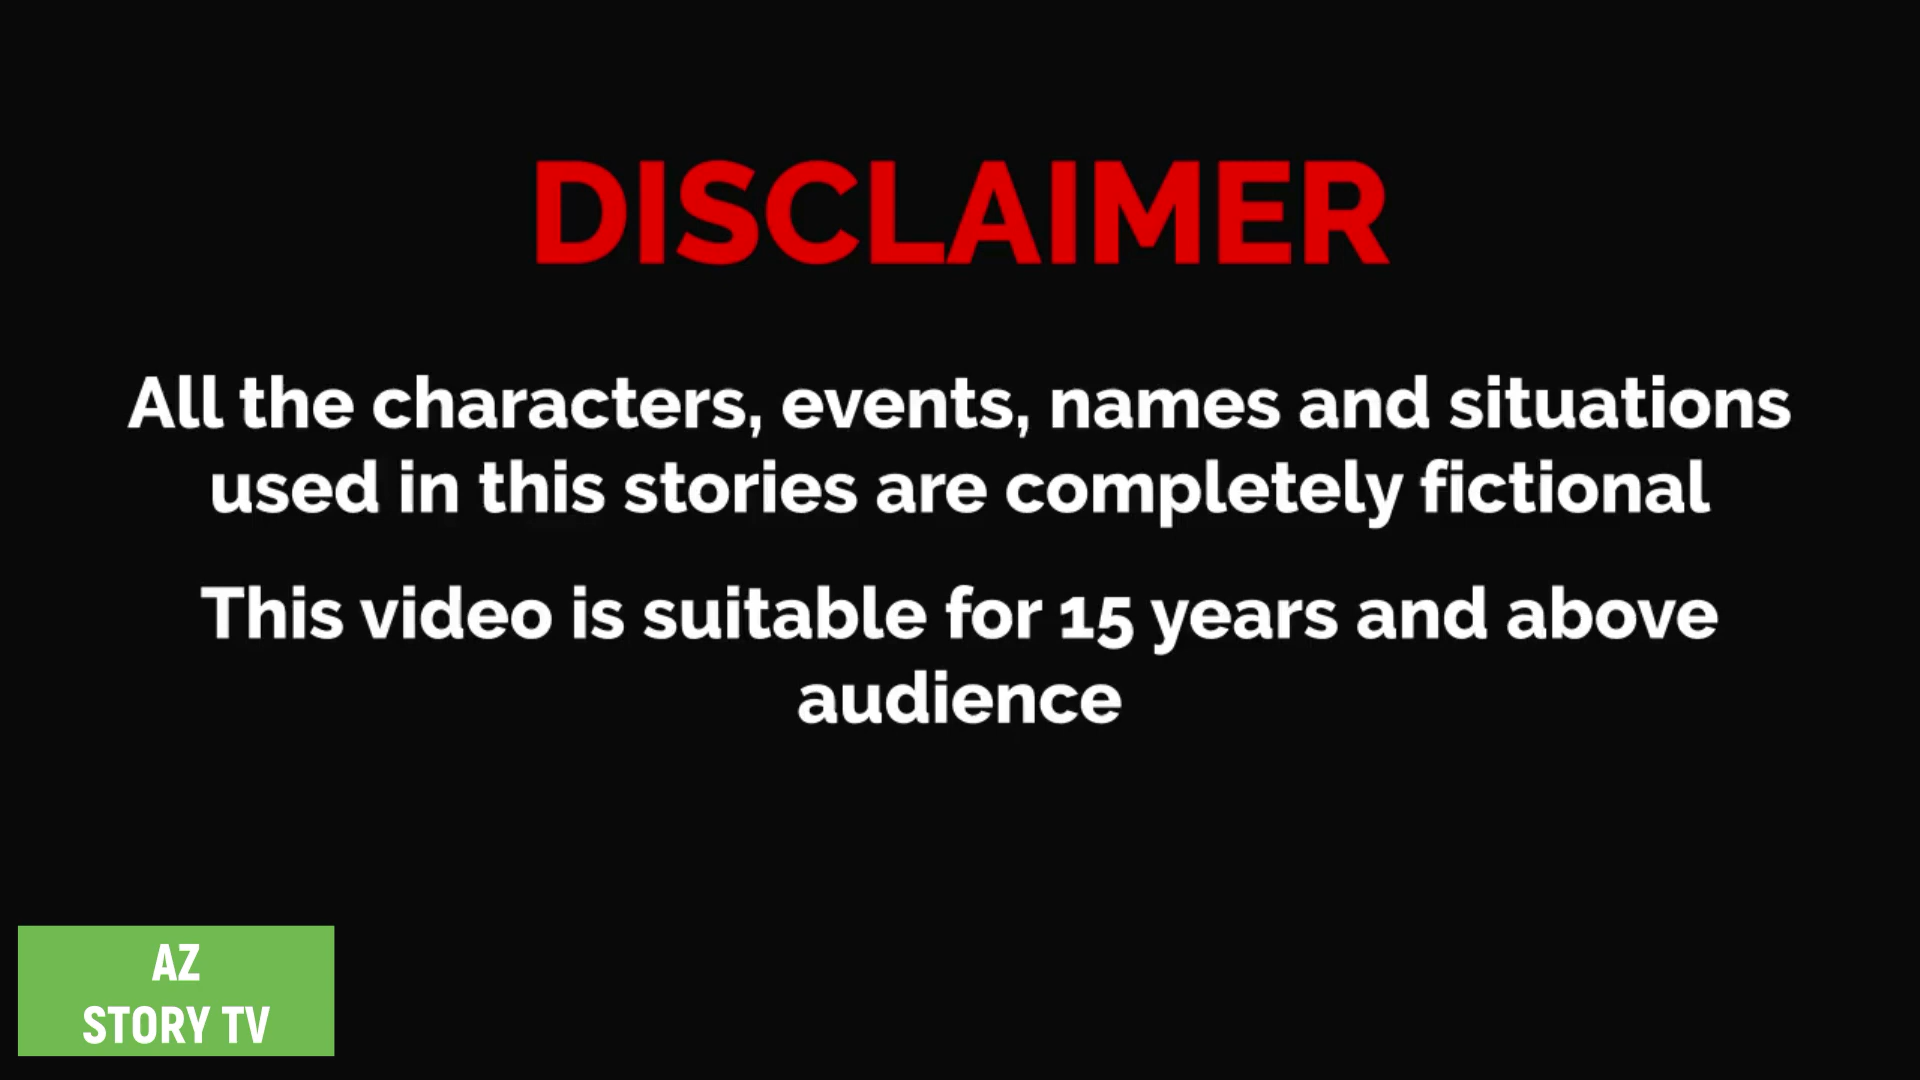 DISCLAIMER
All the characters, events, names and situations
used in this stories are completely fictional
This video is suitable for 15 years and above
audience
AZ
STORY TV